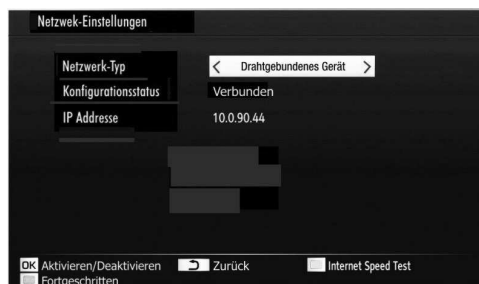 Netzwek-Einstellungen
Netzwerk-Typ < Drahtgebundenes Gerät >
Konfigurationsstatus Verbunden
IP Addresse 10.0.90.44
OK Aktivieren/Deaktivieren Zurück Internet Speed Test
Fortgeschritten